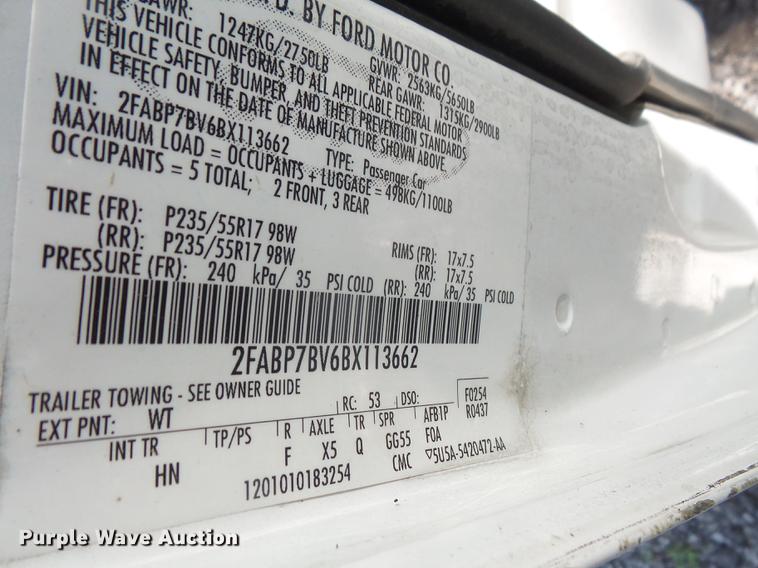 D. BY FORD MOTOR CO.
GAWR: 1247KG/2750LB GVWR: 2563KG/5650LB
REAR GAWR: 1315KG/2900LB
THIS VEHICLE CONFORMS TO ALL APPLICABLE FEDERAL MOTOR
VEHICLE SAFETY, BUMPER, AND THEFT PREVENTION STANDARDS
IN EFFECT ON THE DATE OF MANUFACTURE SHOWN ABOVE.
VIN: 2FABP7BV6BX113662
TYPE: Passenger Car
MAXIMUM LOAD = OCCUPANTS + LUGGAGE = 498KG/1100LB
OCCUPANTS = 5 TOTAL; 2 FRONT, 3 REAR
TIRE (FR): P235/55R17 98W RIMS (FR): 17x7.5
(RR): P235/55R17 98W (RR): 17x7.5
PRESSURE (FR): 240 kPa/ 35 PSI COLD (RR): 240 kPa/ 35 PSI COLD
2FABP7BV6BX113662
TRAILER TOWING - SEE OWNER GUIDE
EXT PNT: WT RC: 53 DSO: F0254
R0437
INT TR TP/PS R AXLE TR SPR AFB1P
HN F X5 Q GG55 FOA
1201010183254 CMC ▽5U5A-5420472-AA
Purple Wave Auction